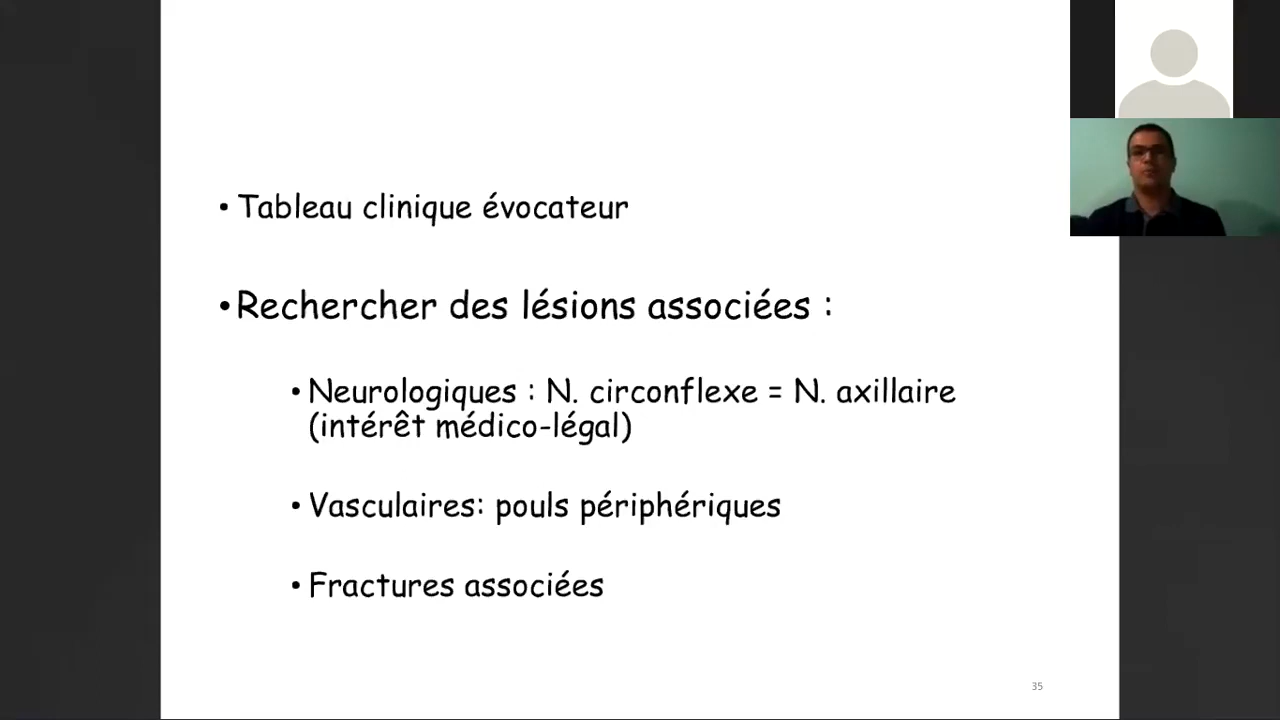 • Tableau clinique évocateur
• Rechercher des lésions associées :
• Neurologiques : N. circonflexe = N. axillaire
(intérêt médico-légal)
• Vasculaires: pouls périphériques
• Fractures associées
35